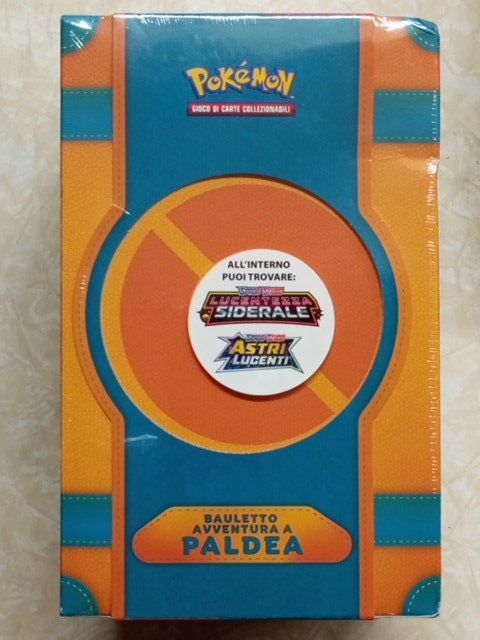 POKéMON
GIOCO DI CARTE COLLEZIONABILI
ALL'INTERNO
PUOI TROVARE:
LUCENTEZZA
SIDERALE
ASTRI
LUCENTI
BAULETTO
AVVENTURA A
PALDEA